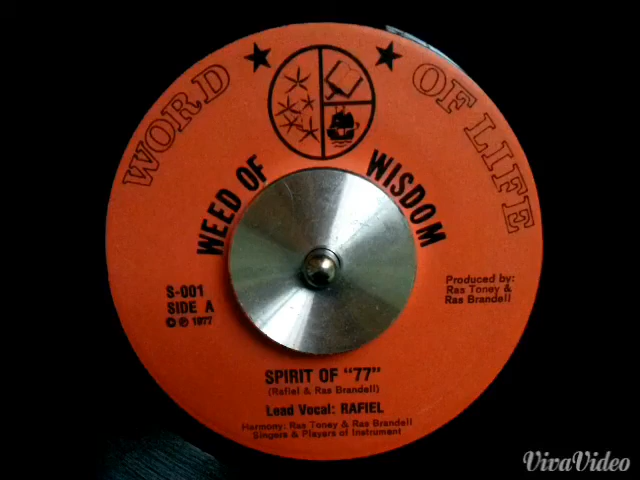 WORD OF LIFE
WEED OF WISDOM
S-001
SIDE A
© ℗ 1977
Produced by:
Ras Toney &
Ras Brandell
SPIRIT OF "77"
(Rafiel & Ras Brandell)
Lead Vocal: RAFIEL
Harmony: Ras Toney & Ras Brandell
Singers & Players of Instrument
VivaVideo